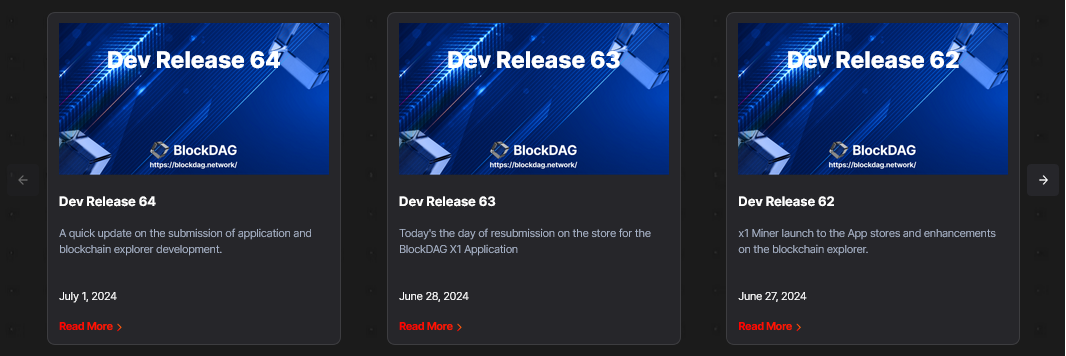 Dev Release 64
BlockDAG
https://blockdag.network/
Dev Release 64
A quick update on the submission of application and
blockchain explorer development.
July 1, 2024
Read More
Dev Release 63
BlockDAG
https://blockdag.network/
Dev Release 63
Today's the day of resubmission on the store for the
BlockDAG X1 Application
June 28, 2024
Read More
Dev Release 62
BlockDAG
https://blockdag.network/
Dev Release 62
x1 Miner launch to the App stores and enhancements
on the blockchain explorer.
June 27, 2024
Read More